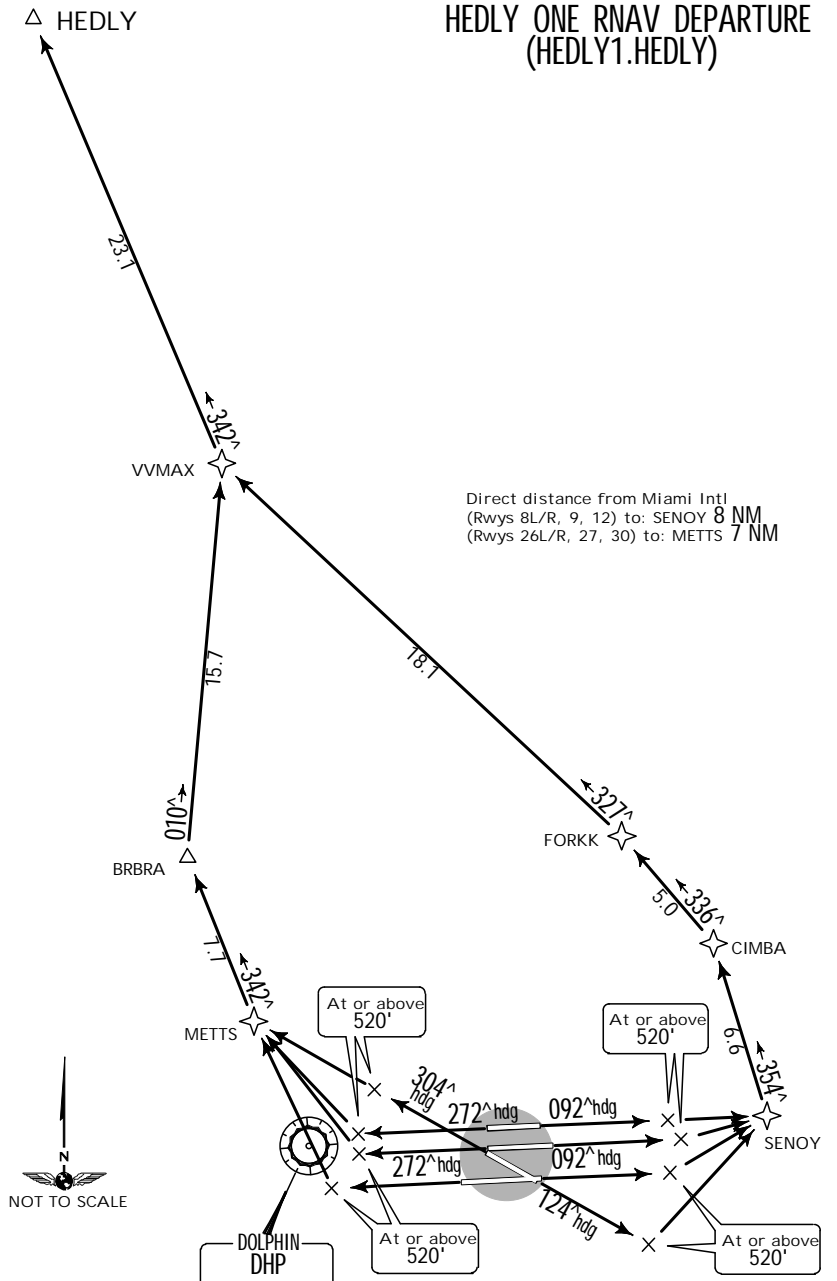 HEDLY
HEDLY ONE RNAV DEPARTURE
(HEDLY1.HEDLY)
23.1
342^
VVMAX
Direct distance from Miami Intl
(Rwys 8L/R, 9, 12) to: SENOY 8 NM
(Rwys 26L/R, 27, 30) to: METTS 7 NM
15.7
18.1
010^
327^
FORKK
BRBRA
5.0
336^
CIMBA
7.7
342^
METTS
At or above
520'
At or above
520'
6.6
354^
SENOY
304^
hdg
272^hdg
092^hdg
272^hdg
092^hdg
124^hdg
N
NOT TO SCALE
DOLPHIN
DHP
At or above
520'
At or above
520'